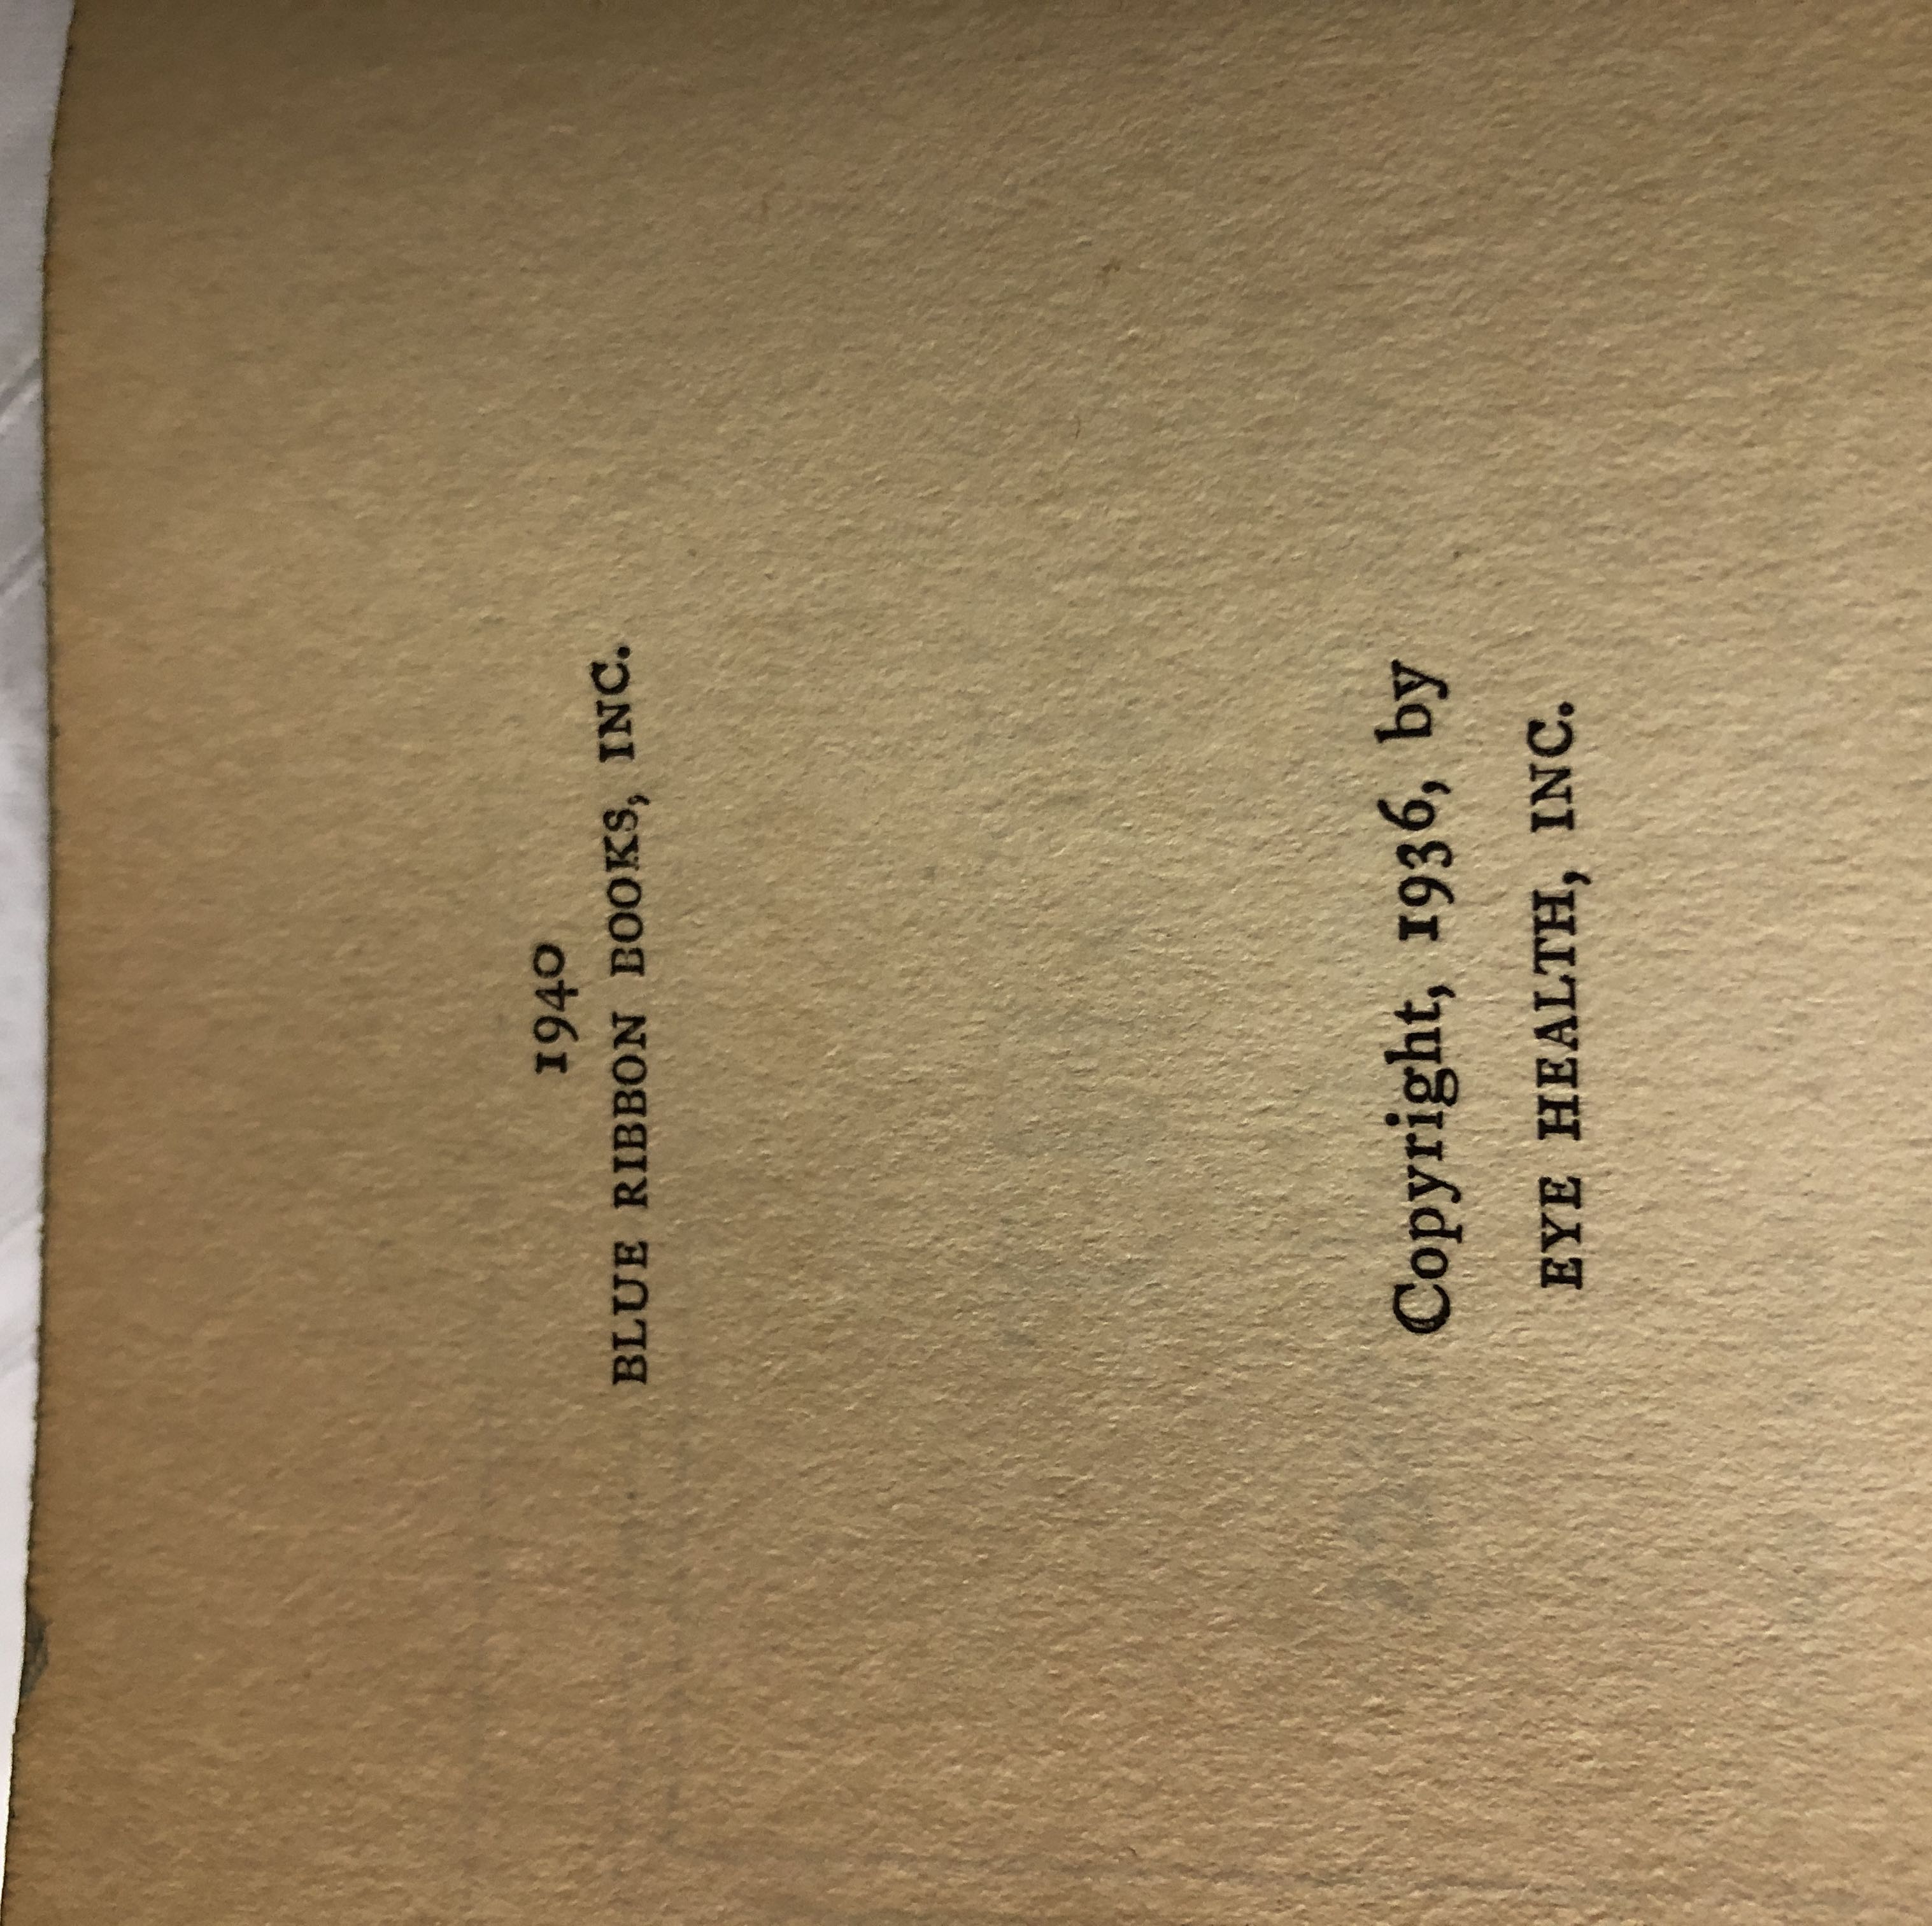 1940
BLUE RIBBON BOOKS, INC.
Copyright, 1936, by
EYE HEALTH, INC.